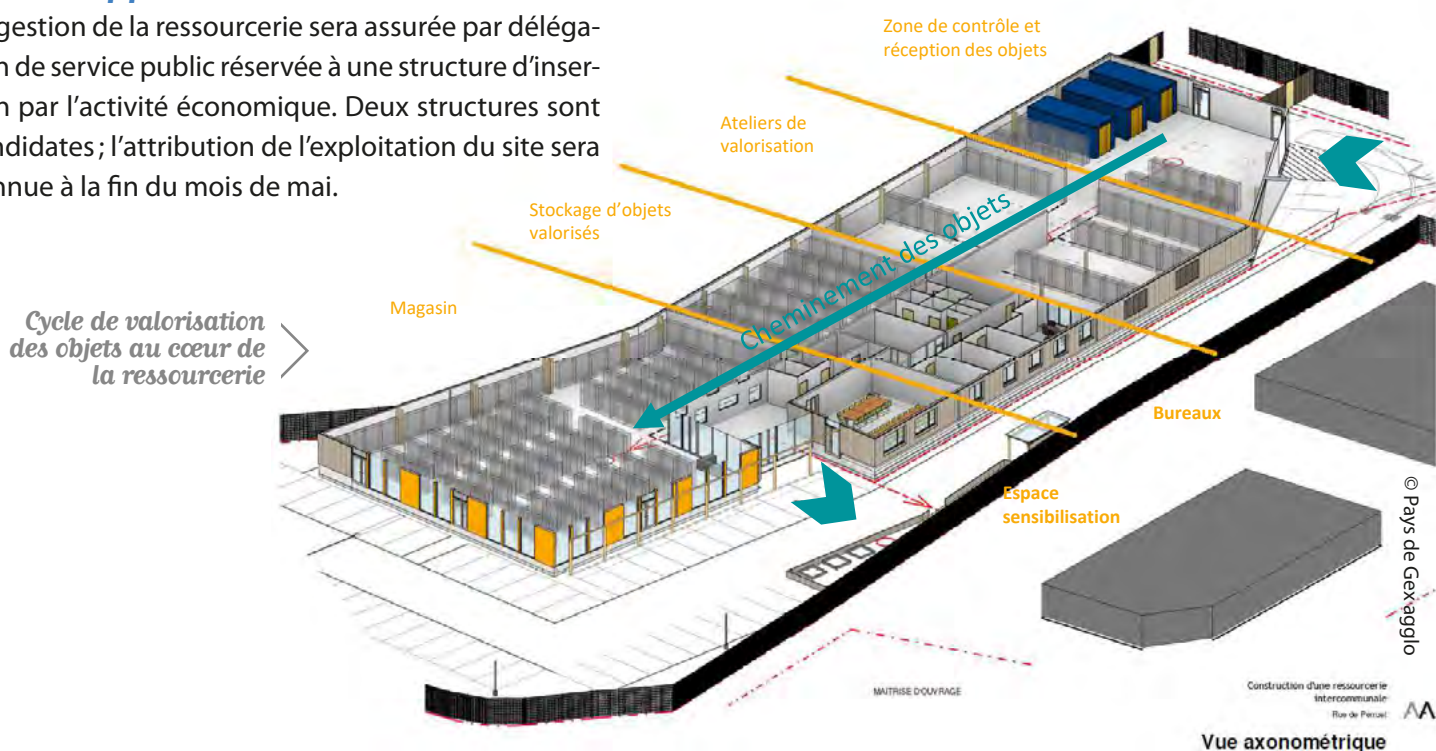 gestion de la ressourcerie sera assurée par déléga-
n de service public réservée à une structure d'inser-
n par l'activité économique. Deux structures sont
ndidates ; l'attribution de l'exploitation du site sera
nnue à la fin du mois de mai.
Zone de contrôle et
réception des objets
Ateliers de
valorisation
Stockage d'objets
valorisés
Magasin
Cheminement des objets
Cycle de valorisation
des objets au cœur de
la ressourcerie
Bureaux
Espace
sensibilisation
© Pays de Gex agglo
MAITRISE D'OUVRAGE
Construction d'une ressourcerie
intercommunale
Rue de
AA
Vue axonométrique